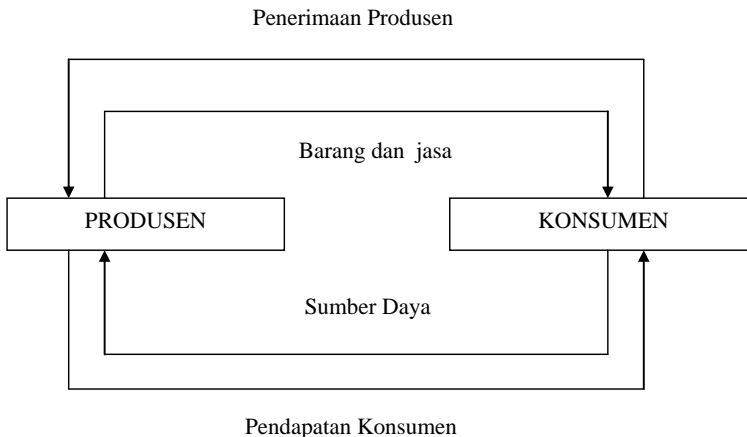 Penerimaan Produsen
Barang dan jasa
PRODUSEN
KONSUMEN
Sumber Daya
Pendapatan Konsumen